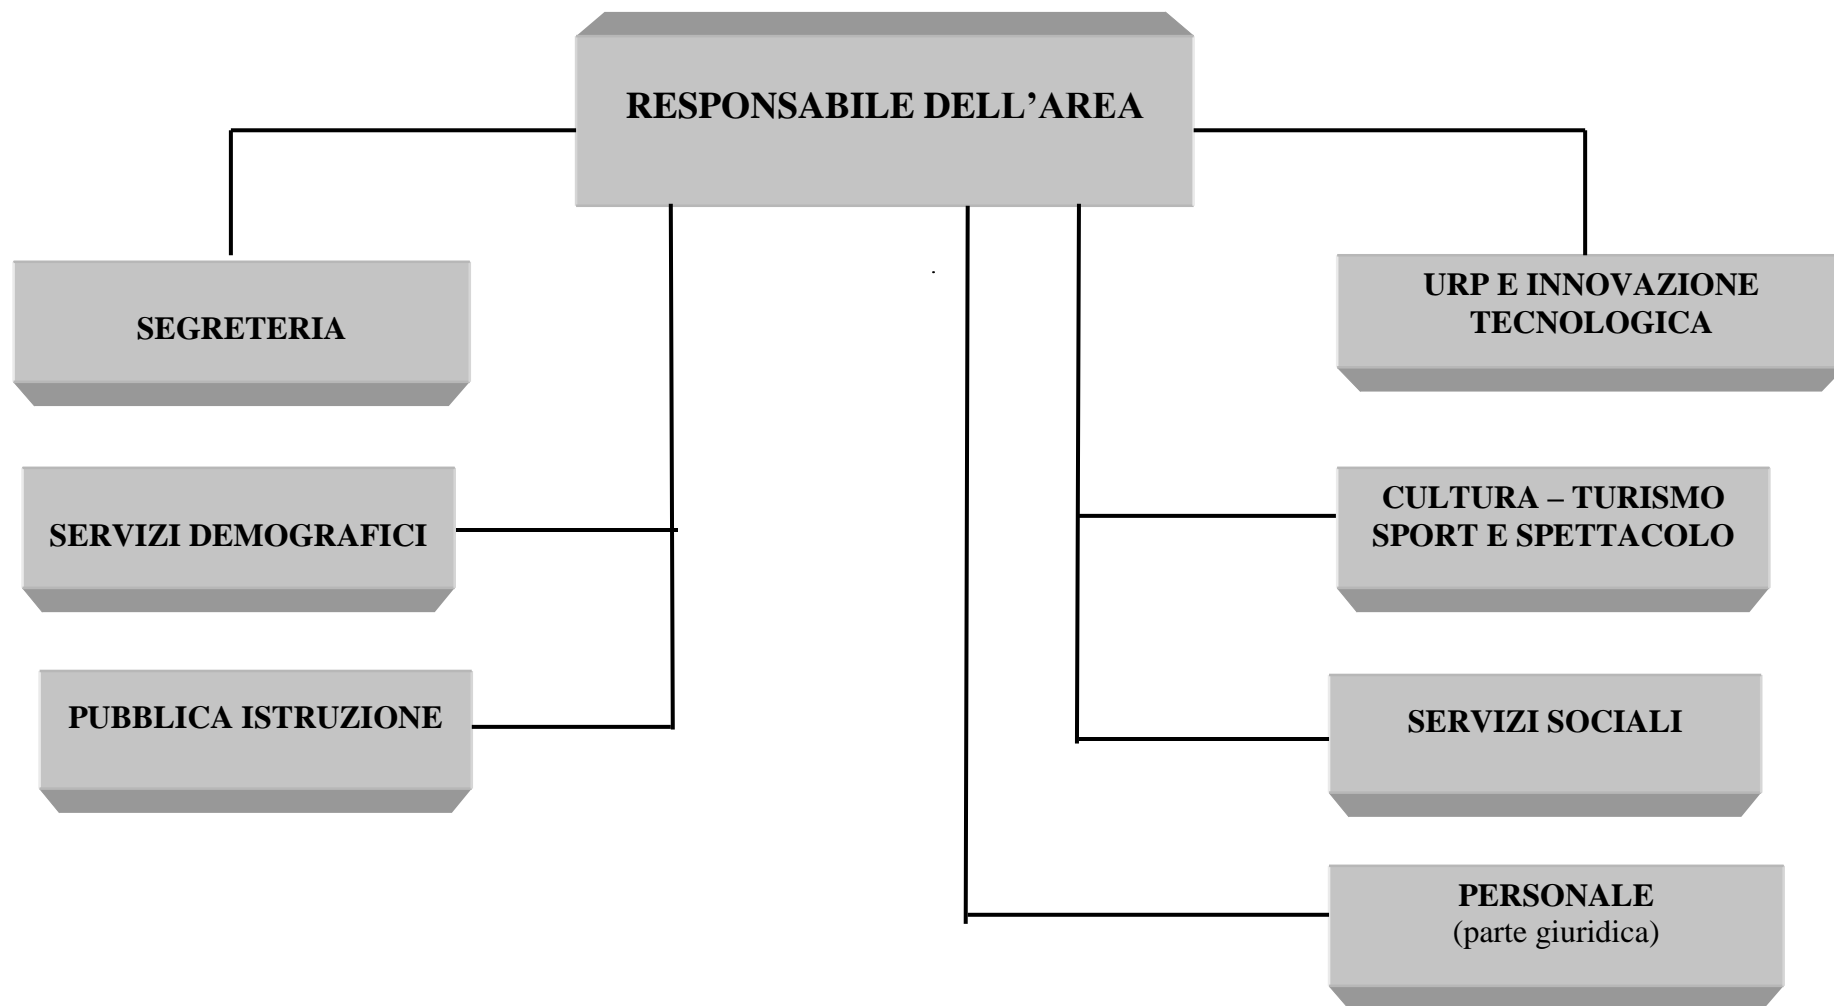 RESPONSABILE DELL’AREA
SEGRETERIA
URP E INNOVAZIONE
TECNOLOGICA
SERVIZI DEMOGRAFICI
CULTURA – TURISMO
SPORT E SPETTACOLO
PUBBLICA ISTRUZIONE
SERVIZI SOCIALI
PERSONALE
(parte giuridica)